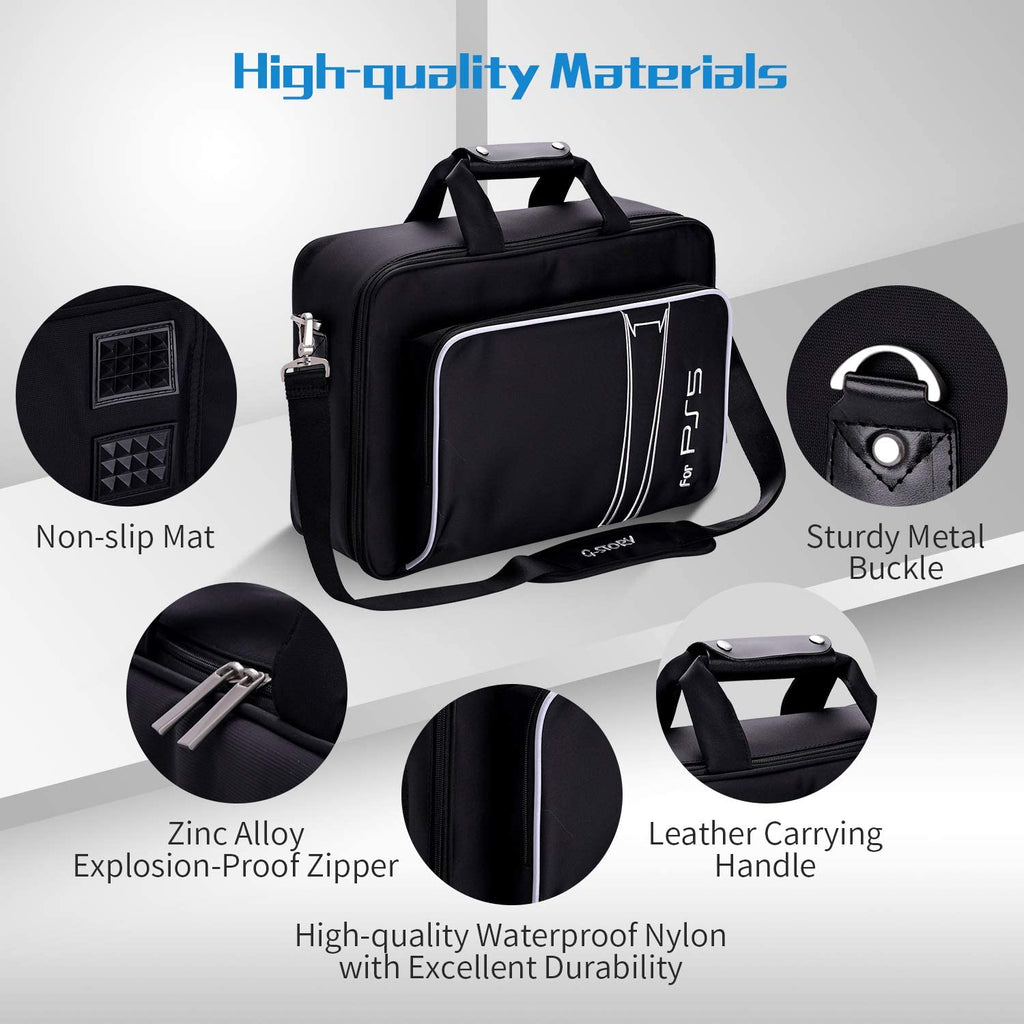 High-quality Materials
for PS5
G-STORY
Non-slip Mat
Sturdy Metal
Buckle
Zinc Alloy
Explosion-Proof Zipper
Leather Carrying
Handle
High-quality Waterproof Nylon
with Excellent Durability